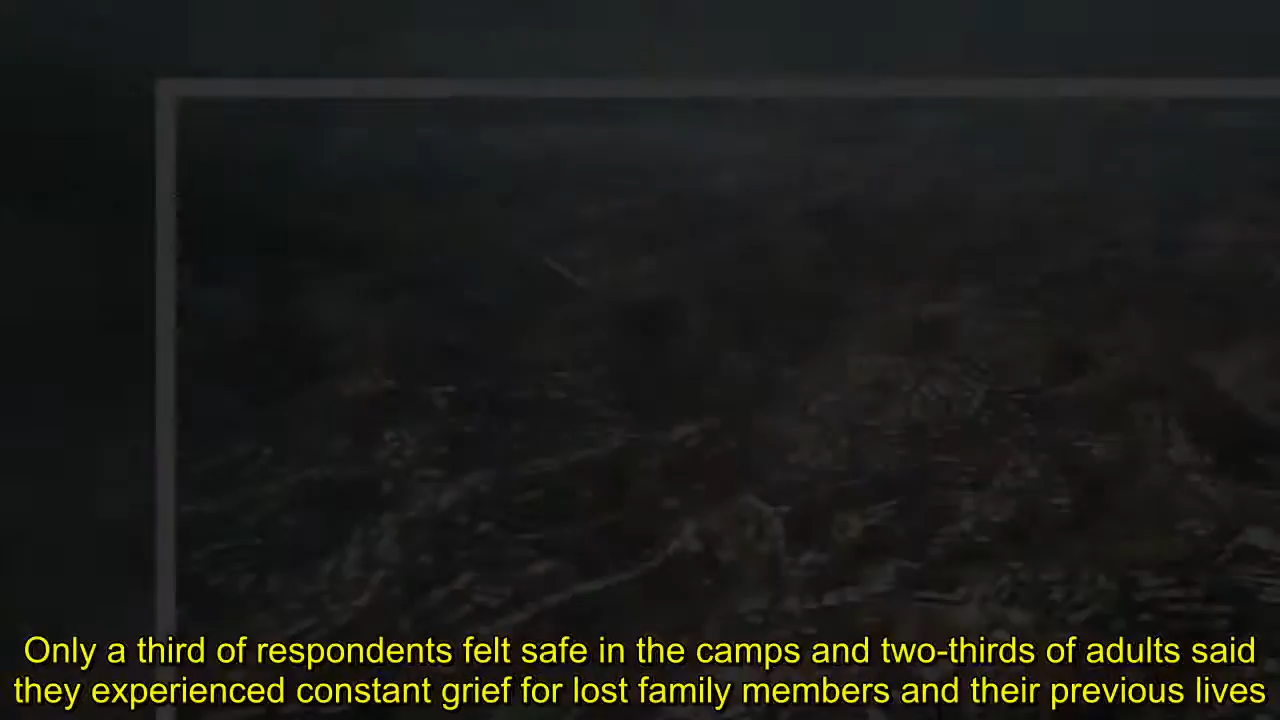 Only a third of respondents felt safe in the camps and two-thirds of adults said
they experienced constant grief for lost family members and their previous lives